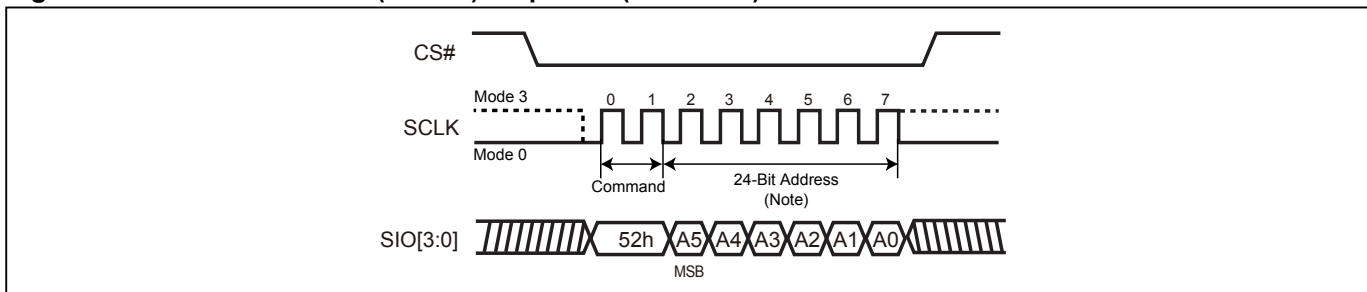 CS#
Mode 3
0 1 2 3 4 5 6 7
SCLK
Mode 0
Command
24-Bit Address
(Note)
SIO[3:0]
52h A5 A4 A3 A2 A1 A0
MSB